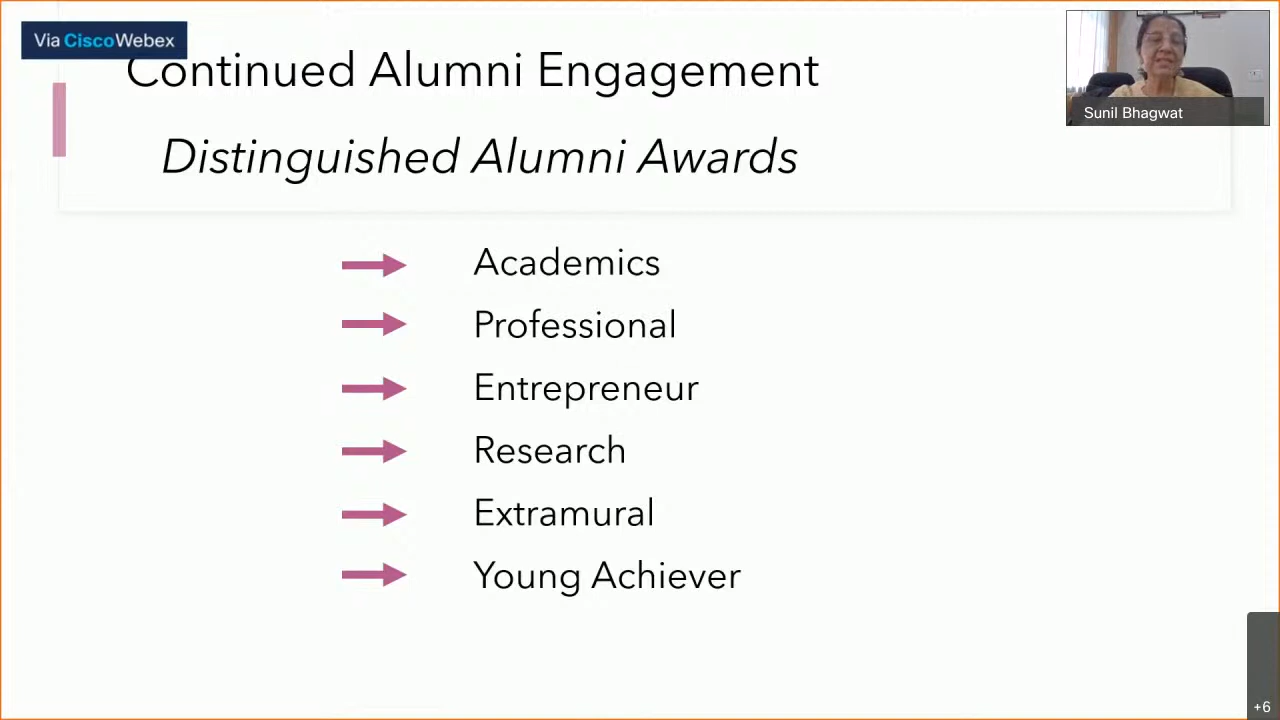 Via CiscoWebex
Continued Alumni Engagement
Distinguished Alumni Awards
Sunil Bhagwat
Academics
Professional
Entrepreneur
Research
Extramural
Young Achiever
+6